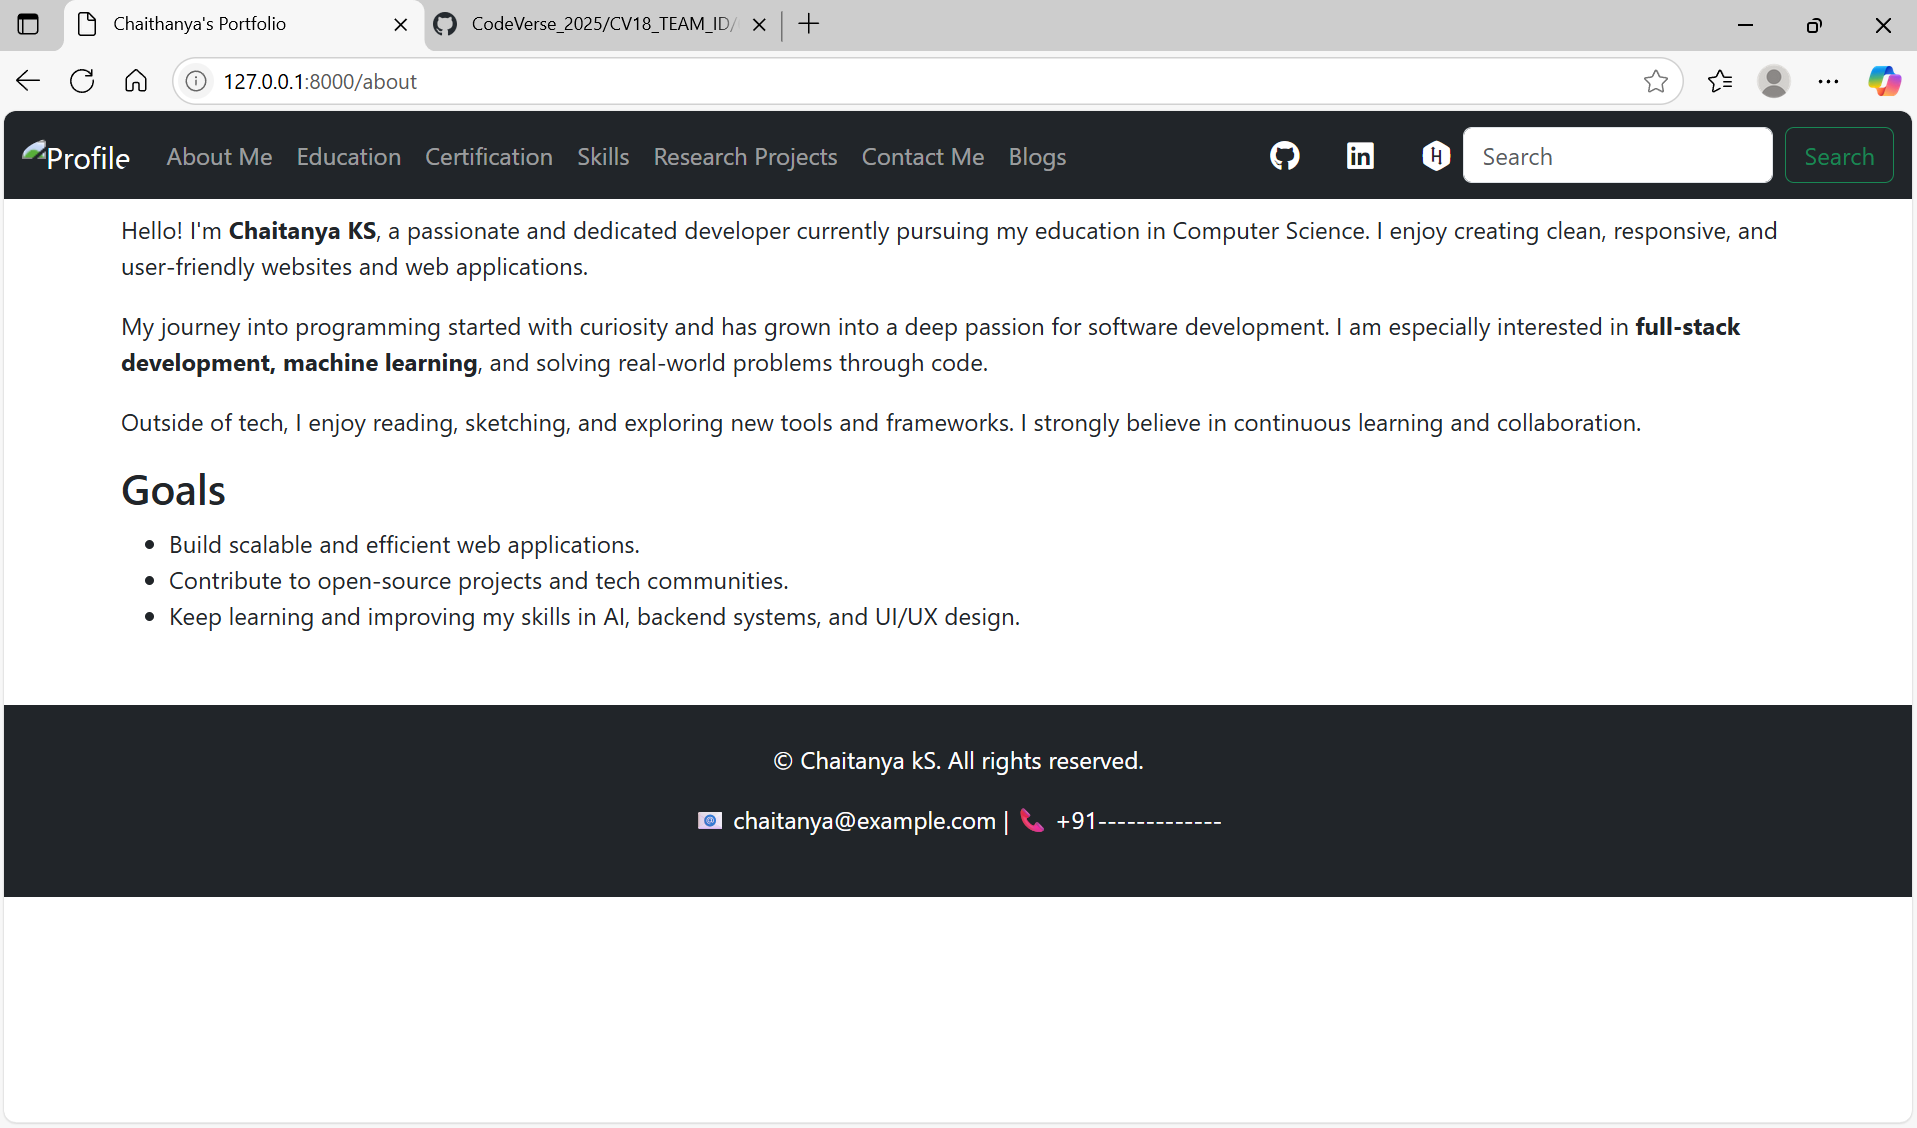 Chaithanya's Portfolio
CodeVerse_2025/CV18_TEAM_ID/
127.0.0.1:8000/about
Profile About Me Education Certification Skills Research Projects Contact Me Blogs Search Search
Hello! I'm Chaitanya KS, a passionate and dedicated developer currently pursuing my education in Computer Science. I enjoy creating clean, responsive, and
user-friendly websites and web applications.
My journey into programming started with curiosity and has grown into a deep passion for software development. I am especially interested in full-stack
development, machine learning, and solving real-world problems through code.
Outside of tech, I enjoy reading, sketching, and exploring new tools and frameworks. I strongly believe in continuous learning and collaboration.
Goals
• Build scalable and efficient web applications.
• Contribute to open-source projects and tech communities.
• Keep learning and improving my skills in AI, backend systems, and UI/UX design.
© Chaitanya kS. All rights reserved.
📧 chaitanya@example.com | 📞 +91-------------